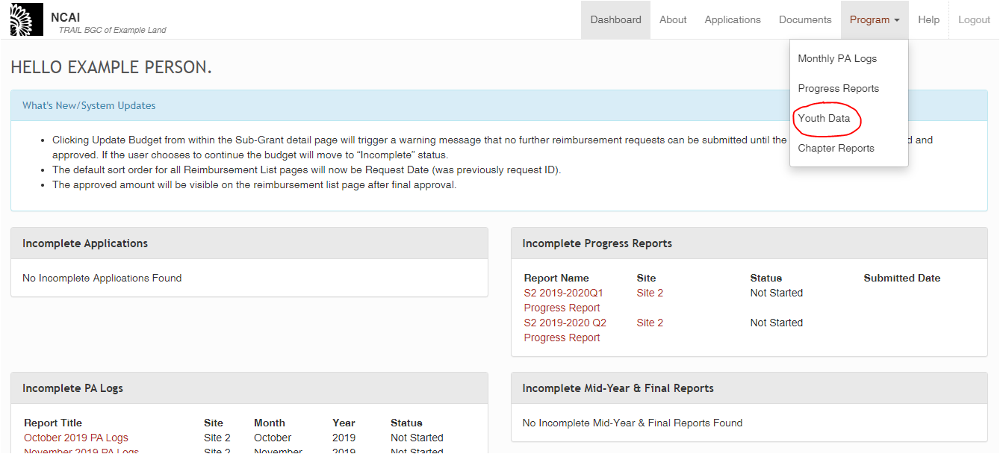 NCAI
TRAIL BGC of Example Land
Dashboard
About
Applications
Documents
Program
Help
Logout
Monthly PA Logs
Progress Reports
Youth Data
Chapter Reports
HELLO EXAMPLE PERSON.
What's New/System Updates
Clicking Update Budget from within the Sub-Grant detail page will trigger a warning message that no further reimbursement requests can be submitted until the d and
approved. If the user chooses to continue the budget will move to “Incomplete” status.
The default sort order for all Reimbursement List pages will now be Request Date (was previously request ID).
The approved amount will be visible on the reimbursement list page after final approval.
Incomplete Applications
No Incomplete Applications Found
Incomplete Progress Reports
Report Name Site Status Submitted Date
S2 2019-2020Q1 Site 2 Not Started
Progress Report
S2 2019-2020 Q2 Site 2 Not Started
Progress Report
Incomplete PA Logs
Report Title Site Month Year Status
October 2019 PA Logs Site 2 October 2019 Not Started
November 2019 PA Logs Site 2 November 2019 Not Started
Incomplete Mid-Year & Final Reports
No Incomplete Mid-Year & Final Reports Found